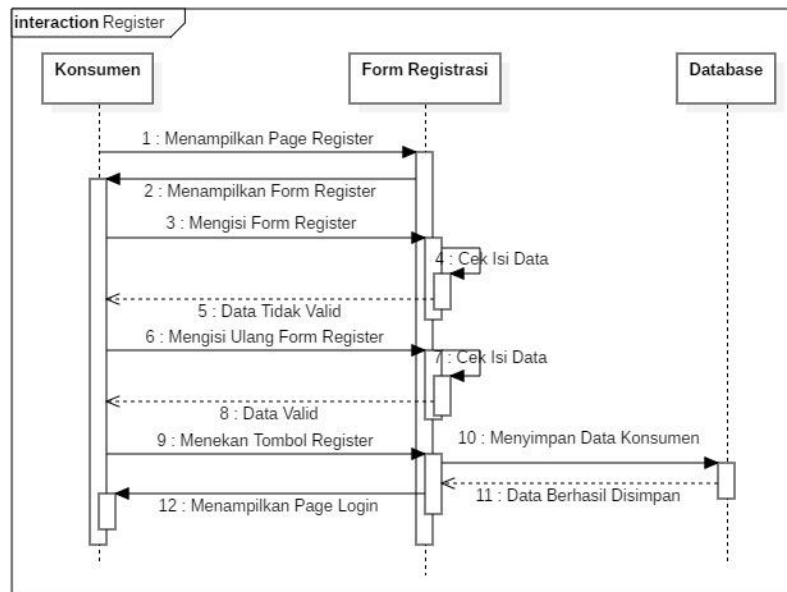 interaction Register
Konsumen
Form Registrasi
Database
1 : Menampilkan Page Register
2 : Menampilkan Form Register
3 : Mengisi Form Register
4 : Cek Isi Data
5 : Data Tidak Valid
6 : Mengisi Ulang Form Register
7 : Cek Isi Data
8 : Data Valid
9 : Menekan Tombol Register
10 : Menyimpan Data Konsumen
11 : Data Berhasil Disimpan
12 : Menampilkan Page Login